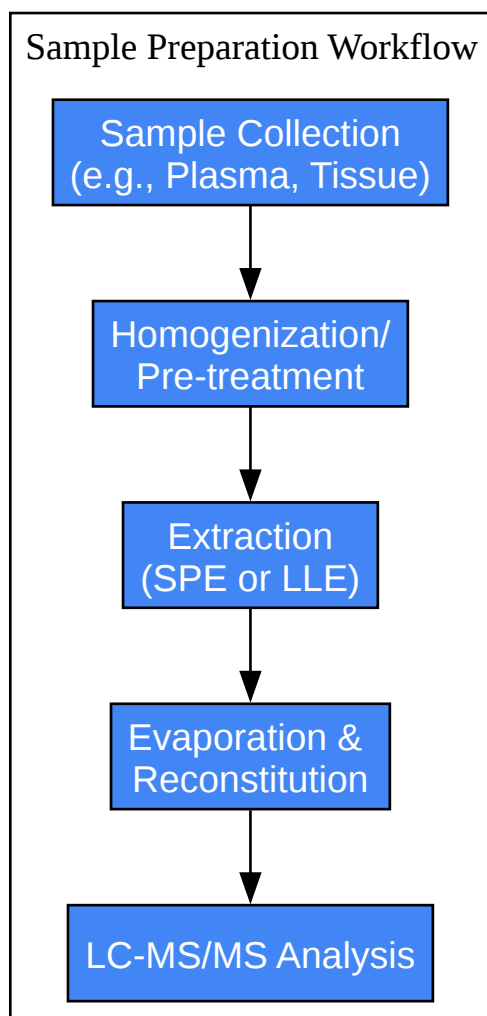 Sample Preparation Workflow
Sample Collection
(e.g., Plasma, Tissue)
Homogenization/
Pre-treatment
Extraction
(SPE or LLE)
Evaporation &
Reconstitution
LC-MS/MS Analysis